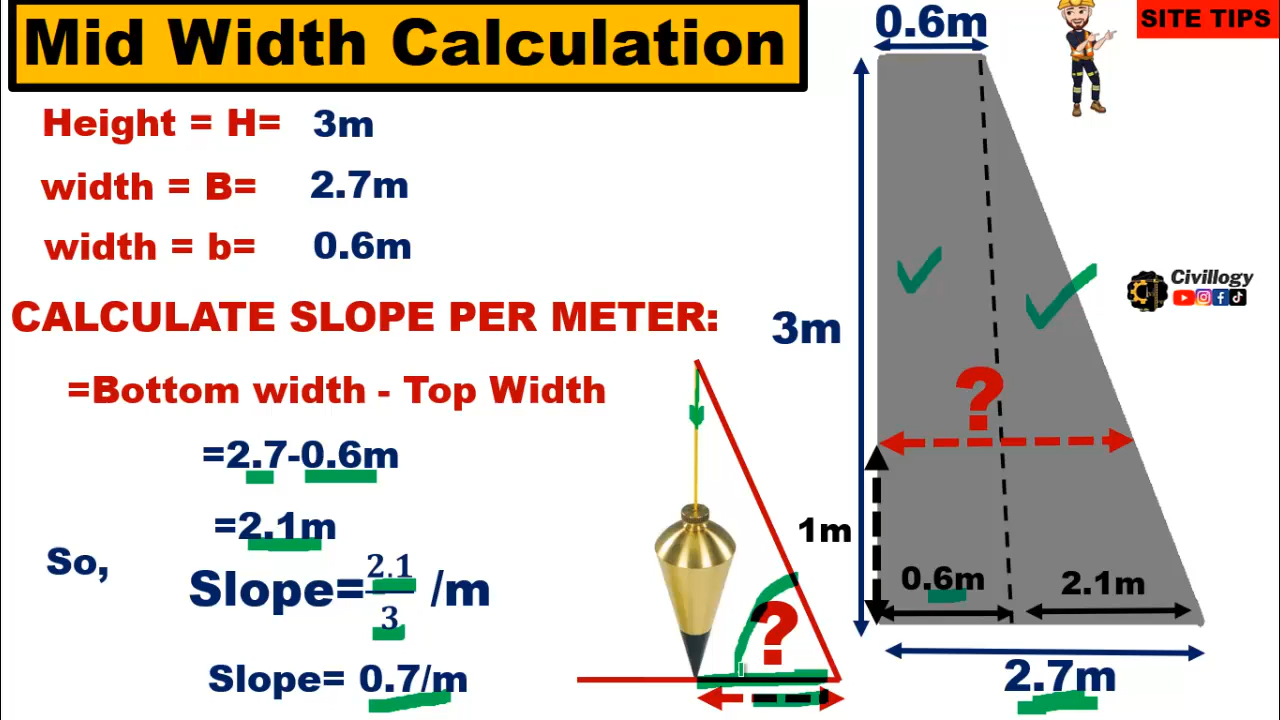 Mid Width Calculation
SITE TIPS
Height = H= 3m
width = B= 2.7m
width = b= 0.6m
CALCULATE SLOPE PER METER:
=Bottom width - Top Width
=2.7-0.6m
=2.1m
So,
Slope=2.1/3 /m
Slope= 0.7/m
?
0.6m
3m
?
1m
0.6m
2.1m
2.7m
Civillogy